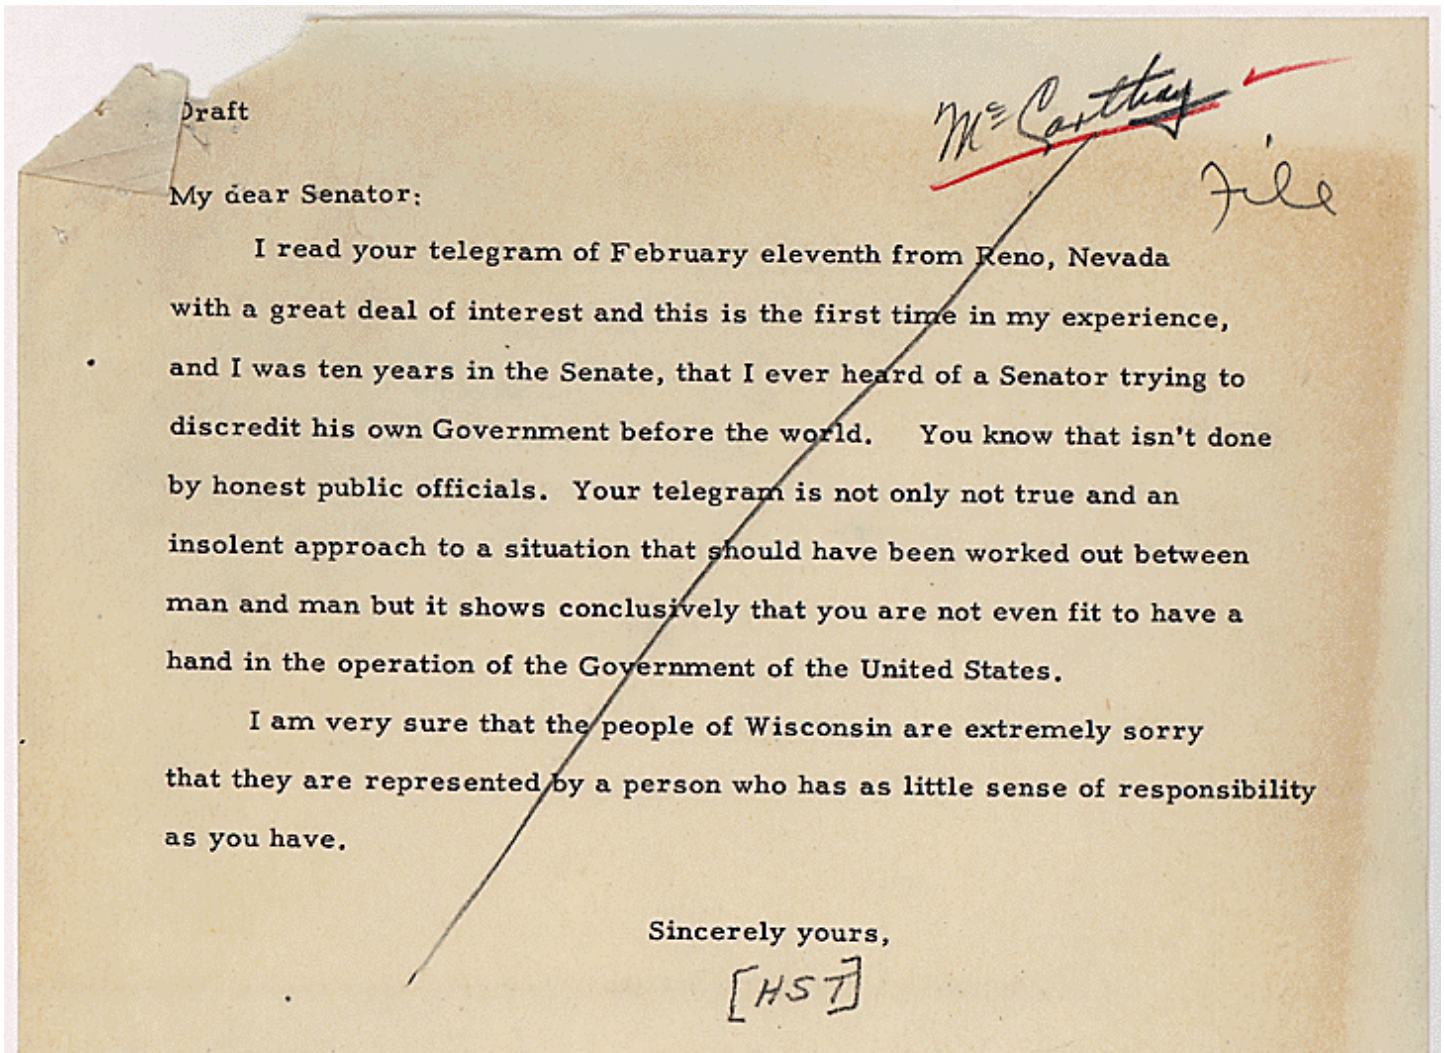 Draft
Mc Carthy
File
My dear Senator:
I read your telegram of February eleventh from Reno, Nevada
with a great deal of interest and this is the first time in my experience,
and I was ten years in the Senate, that I ever heard of a Senator trying to
discredit his own Government before the world. You know that isn't done
by honest public officials. Your telegram is not only not true and an
insolent approach to a situation that should have been worked out between
man and man but it shows conclusively that you are not even fit to have a
hand in the operation of the Government of the United States.
I am very sure that the people of Wisconsin are extremely sorry
that they are represented by a person who has as little sense of responsibility
as you have.
Sincerely yours,
[HST]